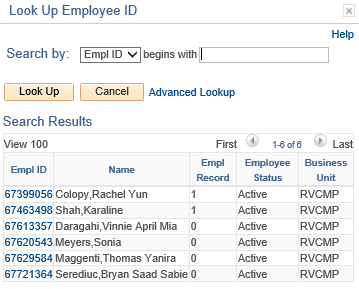 Look Up Employee ID
Help
Search by: Empl ID begins with
Look Up Cancel Advanced Lookup
Search Results
View 100 First 1-6 of 6 Last
Empl ID Name Empl Record Employee Status Business Unit
67399056 Colopy,Rachel Yun 1 Active RVCMP
67463498 Shah,Karaline 1 Active RVCMP
67613357 Daragahi,Vinnie April Mia 0 Active RVCMP
67620543 Meyers,Sonia 0 Active RVCMP
67629584 Maggenti,Thomas Yanira 0 Active RVCMP
67721364 Serediuc,Bryan Saad Sabie 0 Active RVCMP